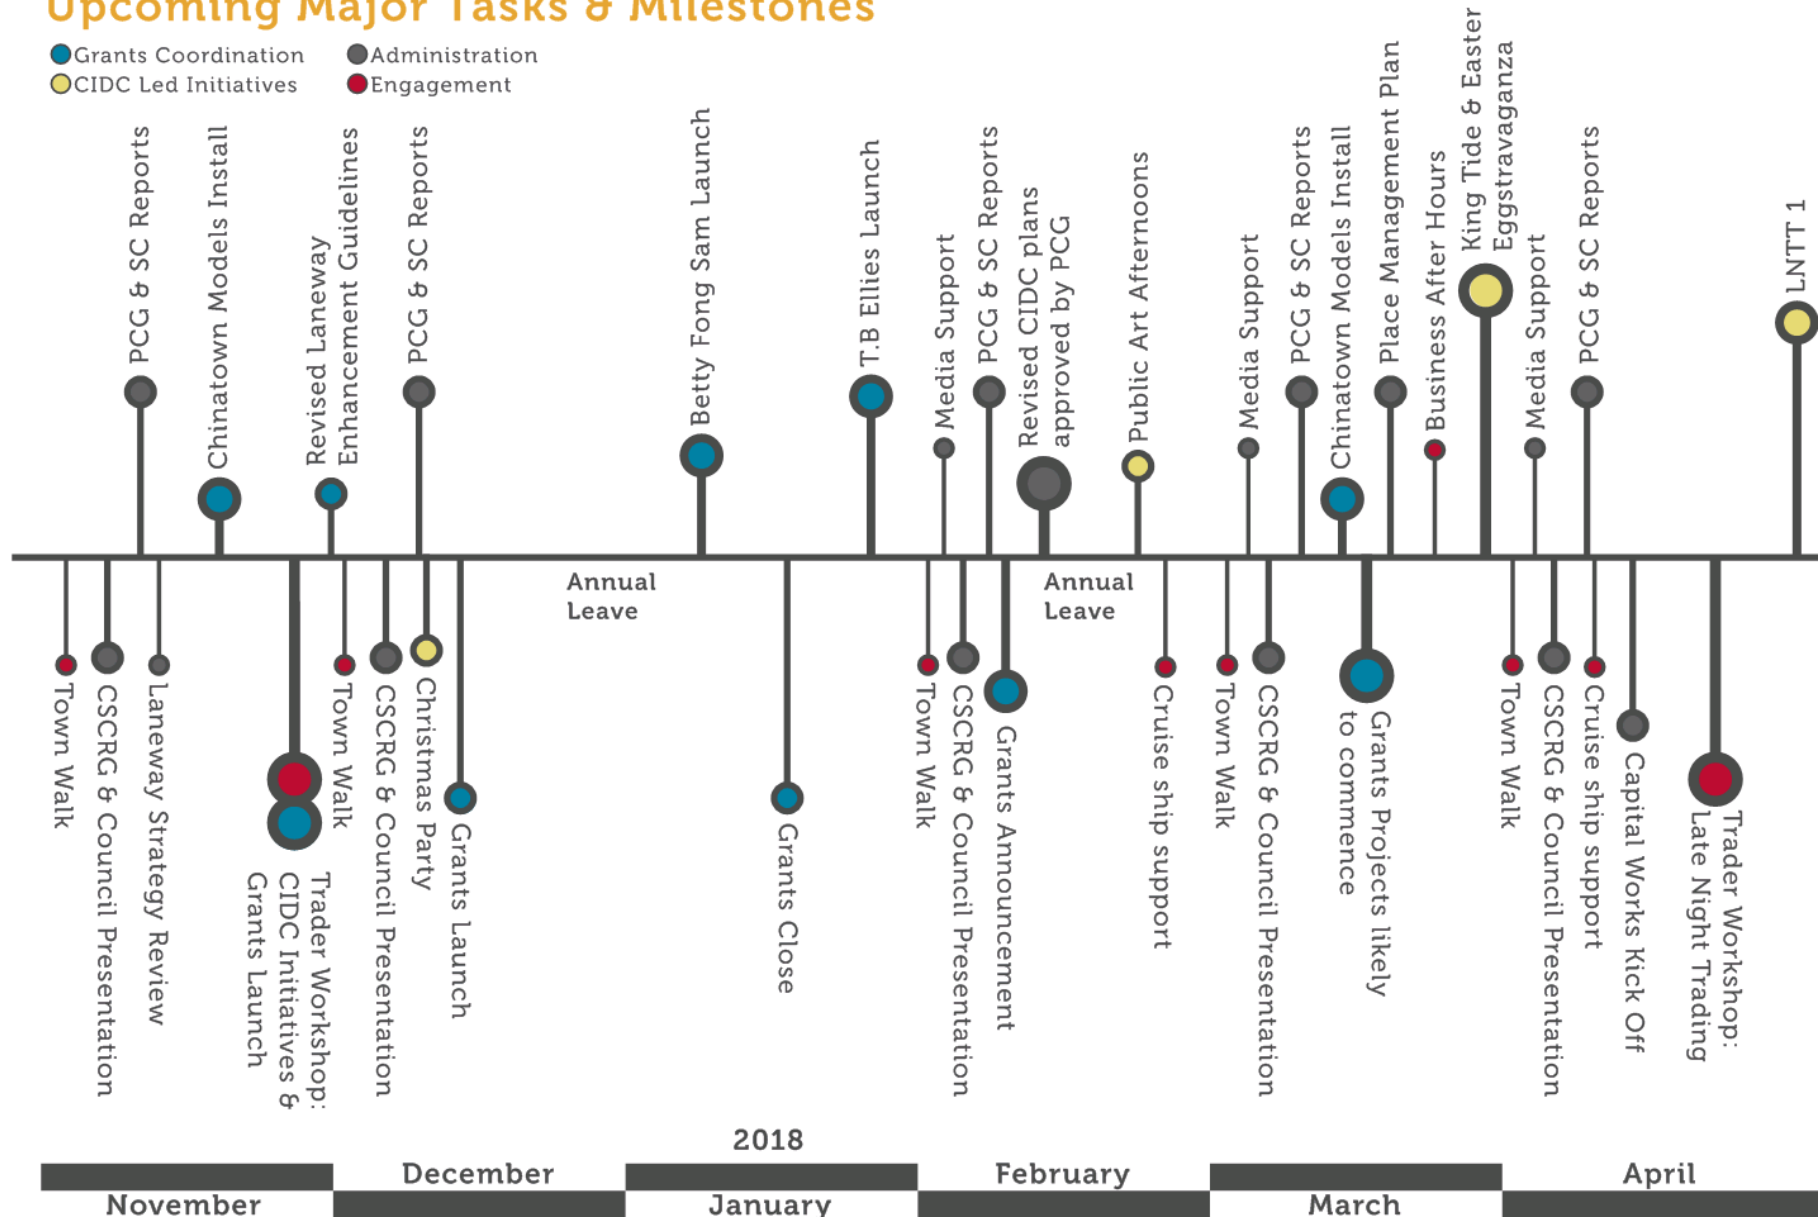 Upcoming Major Tasks & Milestones
Grants Coordination
Administration
CIDC Led Initiatives
Engagement
PCG & SC Reports
Chinatown Models Install
Revised Laneway
Enhancement Guidelines
PCG & SC Reports
Betty Fong Sam Launch
T.B Ellies Launch
Media Support
PCG & SC Reports
Revised CIDC plans
approved by PCG
Public Art Afternoons
Media Support
PCG & SC Reports
Chinatown Models Install
Place Management Plan
Business After Hours
King Tide & Easter
Eggstravaganza
Media Support
PCG & SC Reports
LNTT 1
Annual
Leave
Annual
Leave
Town Walk
CSCRG & Council Presentation
Laneway Strategy Review
Trader Workshop:
CIDC Initiatives &
Grants Launch
Town Walk
CSCRG & Council Presentation
Christmas Party
Grants Launch
Grants Close
Town Walk
CSCRG & Council Presentation
Grants Announcement
Cruise ship support
Town Walk
CSCRG & Council Presentation
Grants Projects likely
to commence
Town Walk
CSCRG & Council Presentation
Cruise ship support
Capital Works Kick Off
Trader Workshop:
Late Night Trading
2018
November
December
January
February
March
April